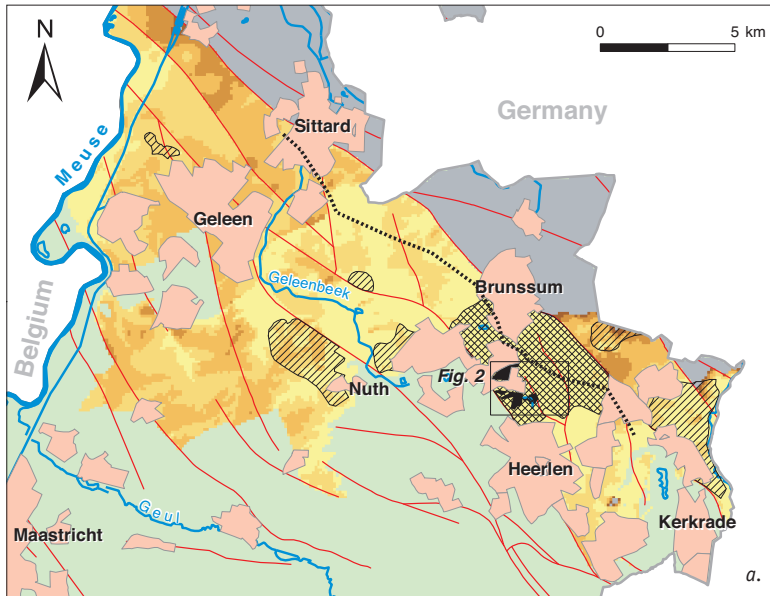 N
0 5 km
Germany
Sittard
Meuse
Geleen
Geleenbeek
Brunssum
Belgium
Fig. 2
Nuth
Heerlen
Geul
Kerkrade
Maastricht
a.